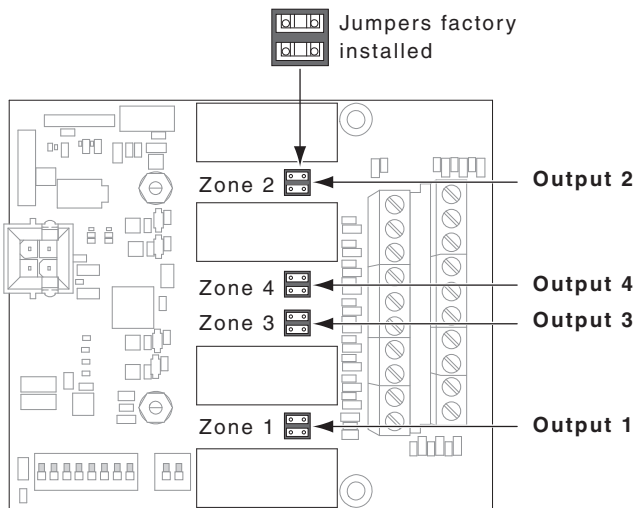 Jumpers factory
installed
Zone 2
Output 2
Zone 4
Output 4
Zone 3
Output 3
Zone 1
Output 1